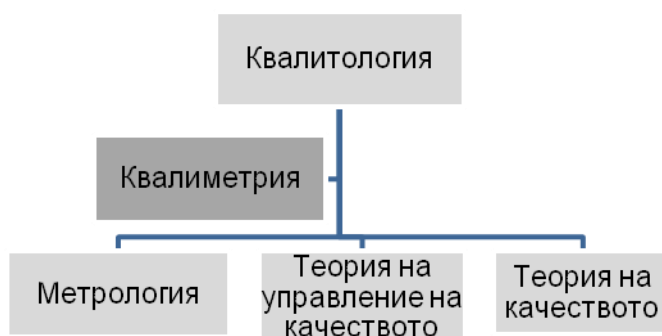 Квалитология
Квалиметрия
Метрология
Теория на
управление на
качеството
Теория на
качеството